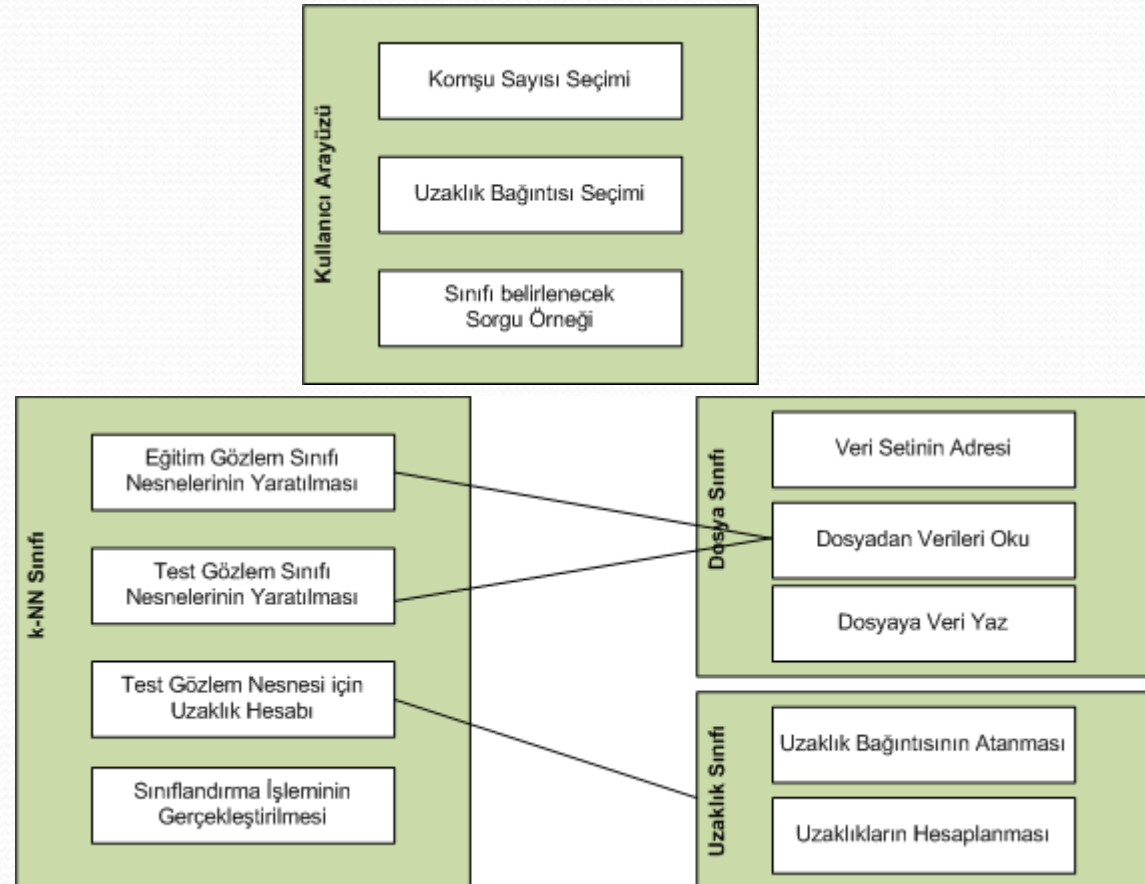 Kullanıcı Arayüzü
Komşu Sayısı Seçimi
Uzaklık Bağıntısı Seçimi
Sınıfı belirlenecek
Sorgu Örneği
k-NN Sınıfı
Eğitim Gözlem Sınıfı
Nesnelerinin Yaratılması
Test Gözlem Sınıfı
Nesnelerinin Yaratılması
Test Gözlem Nesnesi için
Uzaklık Hesabı
Sınıflandırma İşleminin
Gerçekleştirilmesi
Dosya Sınıfı
Veri Setinin Adresi
Dosyadan Verileri Oku
Dosyaya Veri Yaz
Uzaklık Sınıfı
Uzaklık Bağıntısının Atanması
Uzaklıkların Hesaplanması